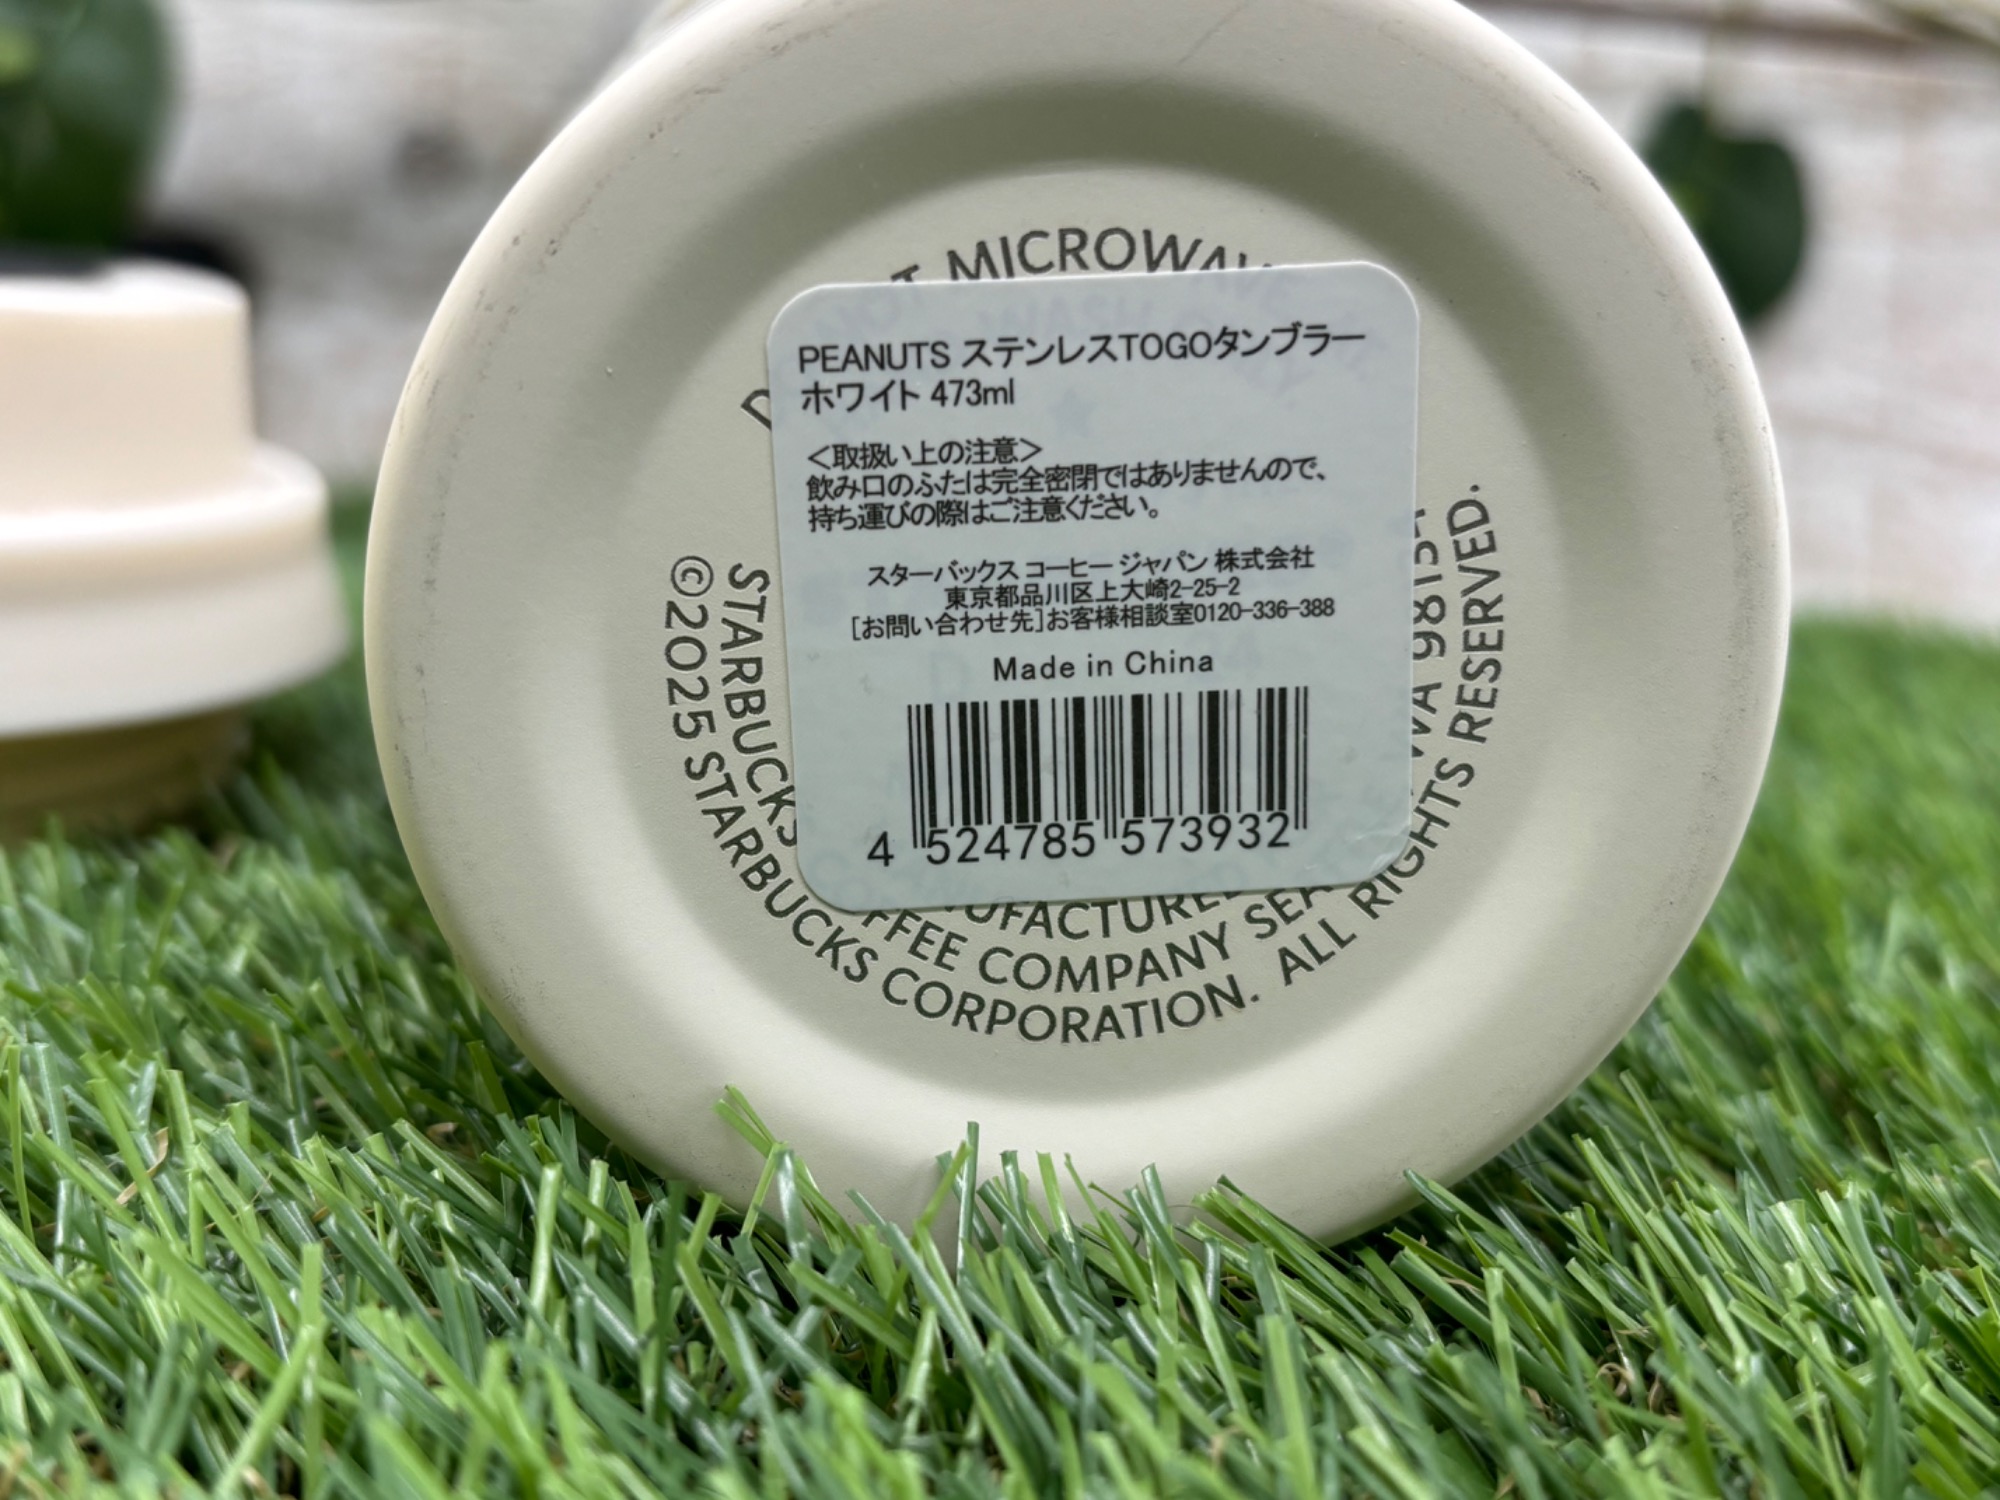 MICROWAVE
PEANUTS ステンレスTOGOタンブラー
ホワイト 473ml
＜取扱い上の注意＞
飲み口のふたは完全密閉ではありませんので、
持ち運びの際はご注意ください。
スターバックス コーヒー ジャパン 株式会社
東京都品川区上大崎2-25-2
[お問い合わせ先]お客様相談室0120-336-388
Made in China
4 524785 573932
STARBUCKS COFFEE COMPANY WA 98134
©2025 STARBUCKS CORPORATION. ALL RIGHTS RESERVED.